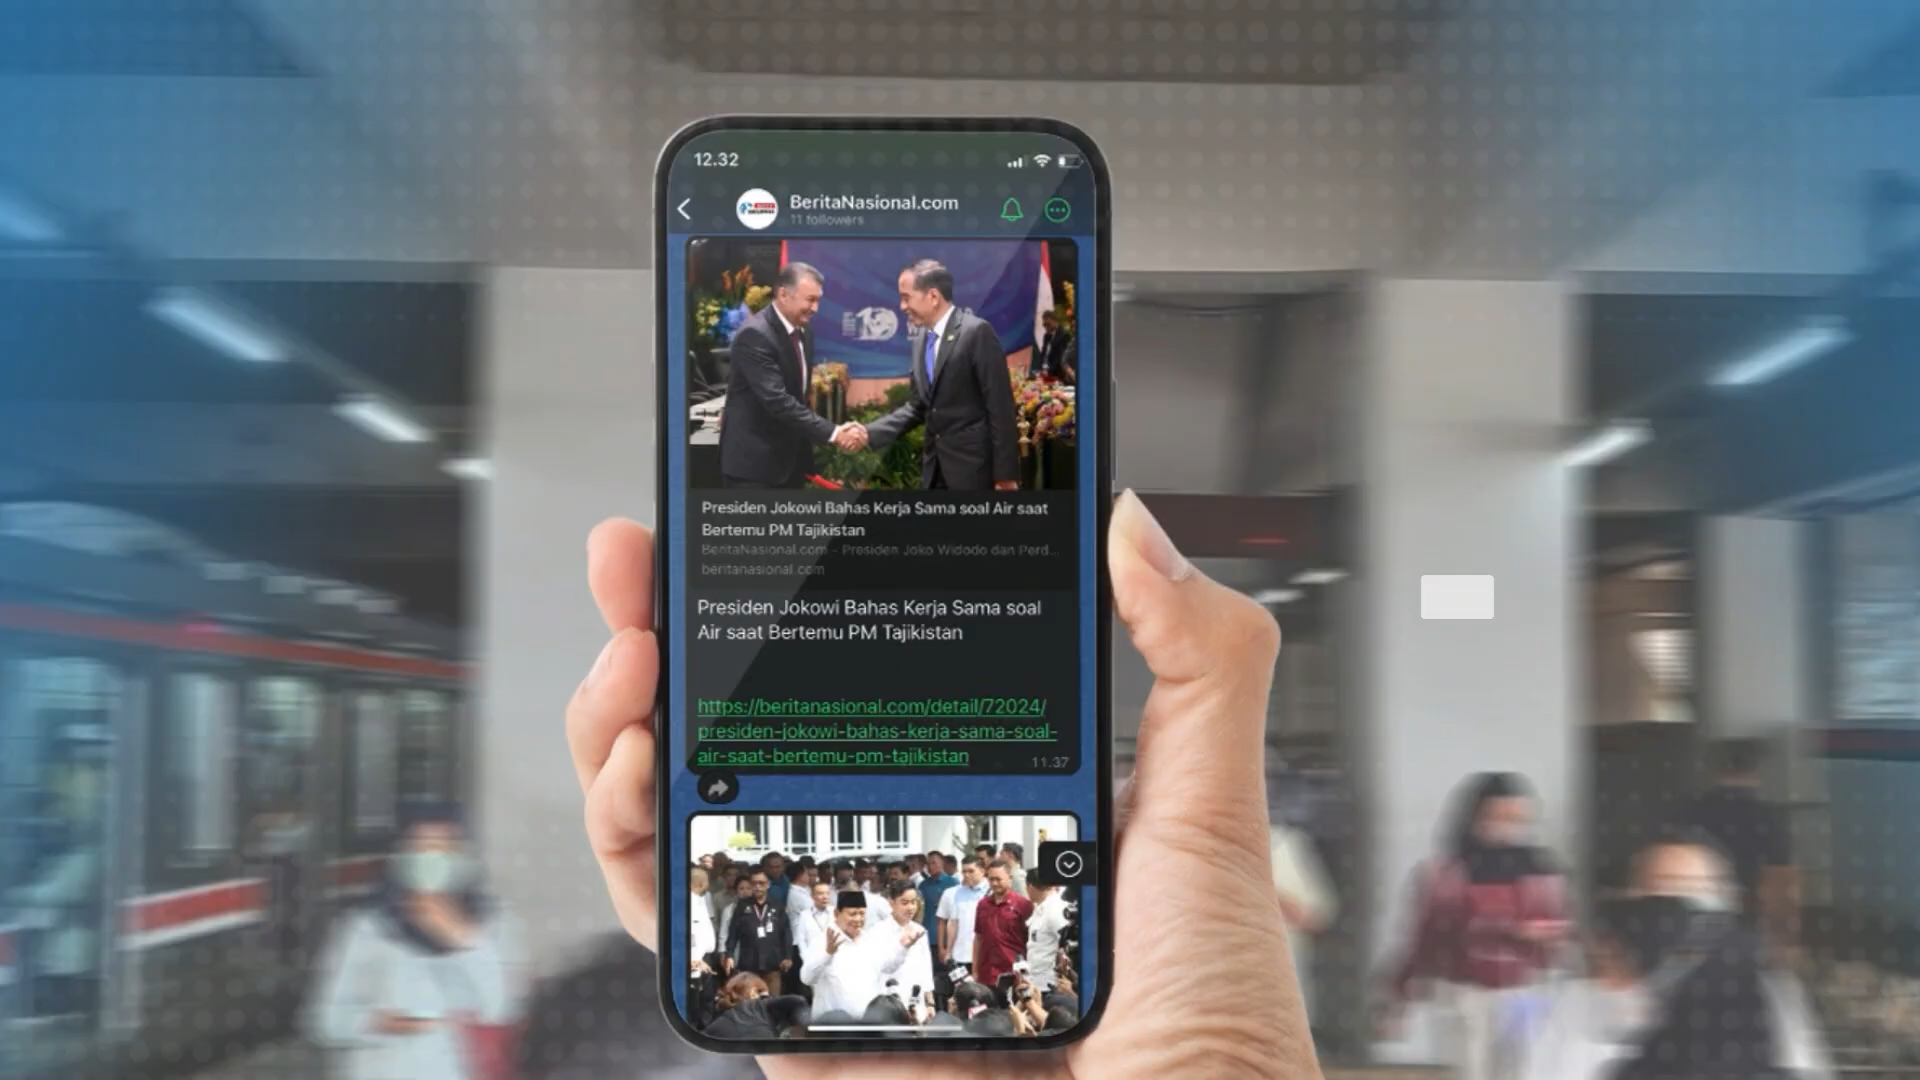 12.32
BeritaNasional.com
11 followers
10
Presiden Jokowi Bahas Kerja Sama soal Air saat
Bertemu PM Tajikistan
BeritaNasional.com - Presiden Joko Widodo dan Perd...
beritanasional.com
Presiden Jokowi Bahas Kerja Sama soal
Air saat Bertemu PM Tajikistan
https://beritanasional.com/detail/72024/
presiden-jokowi-bahas-kerja-sama-soal-
air-saat-bertemu-pm-tajikistan
11.37